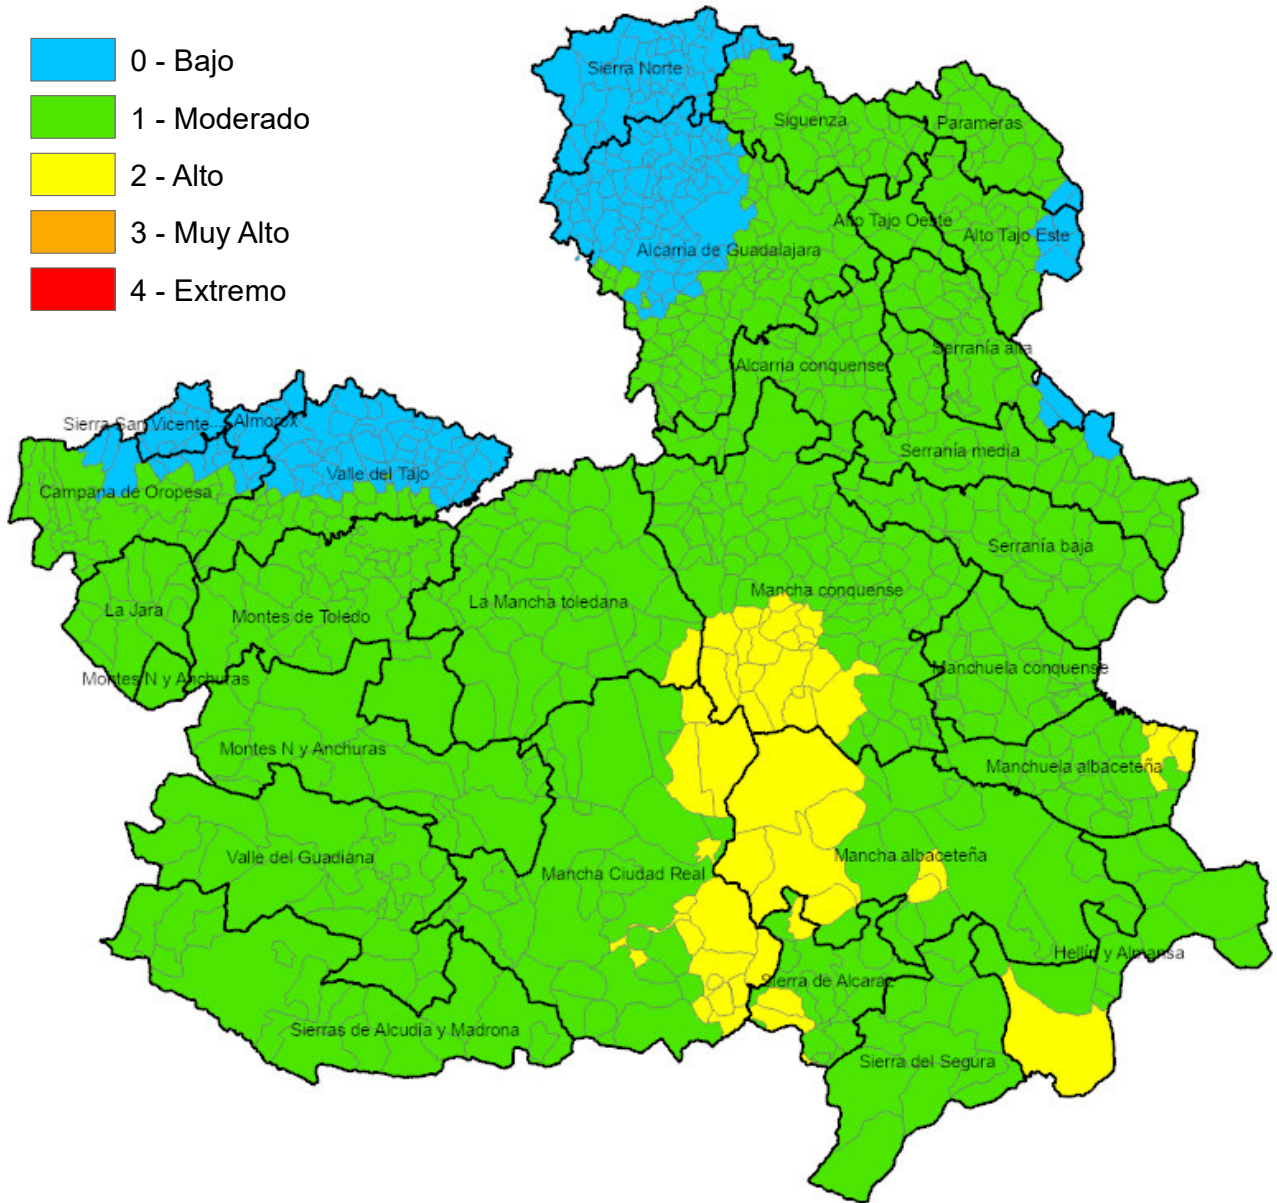 0 - Bajo
1 - Moderado
2 - Alto
3 - Muy Alto
4 - Extremo
Sierra Norte
Siguenza
Parameras
Alto Tajo Oeste
Alto Tajo Este
Alcarria de Guadalajara
Serranía alta
Alcarria conquense
Sierra San Vicente
Almorox
Serranía media
Valle del Tajo
Campana de Oropesa
Serranía baja
Mancha conquense
La Mancha toledana
La Jara
Montes de Toledo
Manchuela conquense
Montes N y Anchuras
Montes N y Anchuras
Manchuela albaceteña
Valle del Guadiana
Mancha albaceteña
Mancha Ciudad Real
Hellín y Almansa
Sierra de Alcaraz
Sierras de Alcudia y Madrona
Sierra del Segura